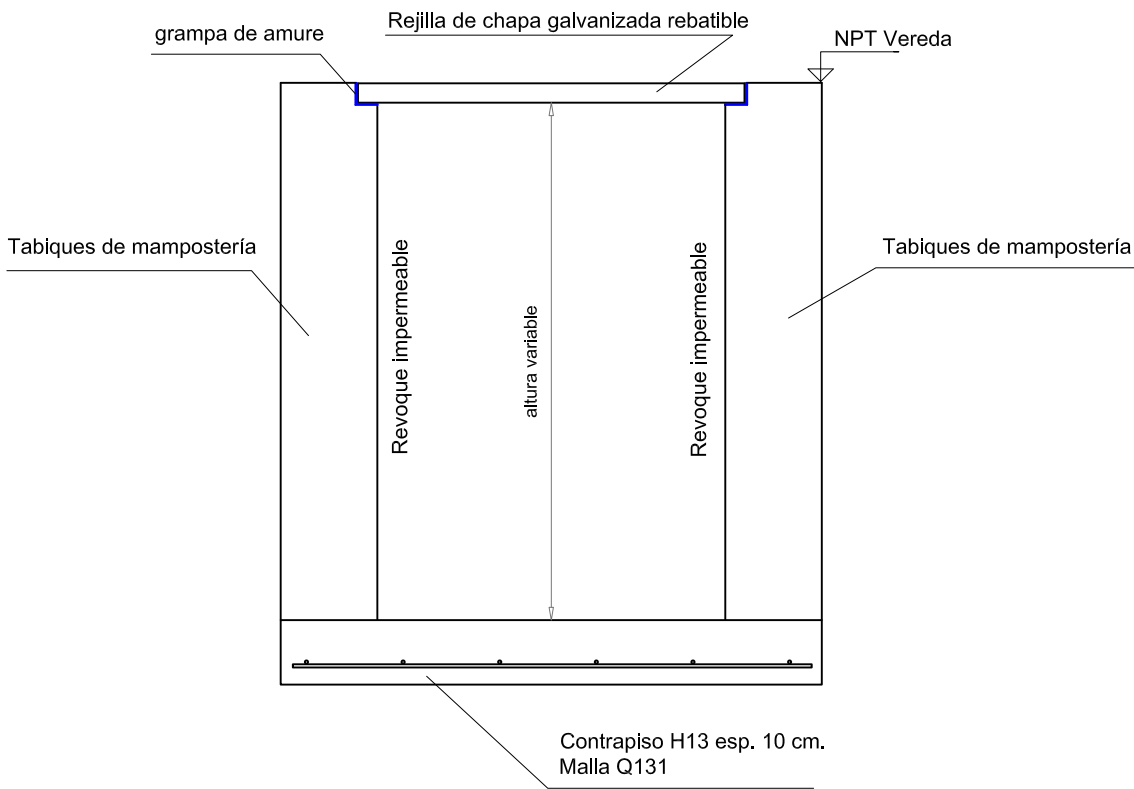 Rejilla de chapa galvanizada rebatible
grampa de amure
NPT Vereda
Tabiques de mampostería
Revoque impermeable
altura variable
Revoque impermeable
Tabiques de mampostería
Contrapiso H13 esp. 10 cm.
Malla Q131